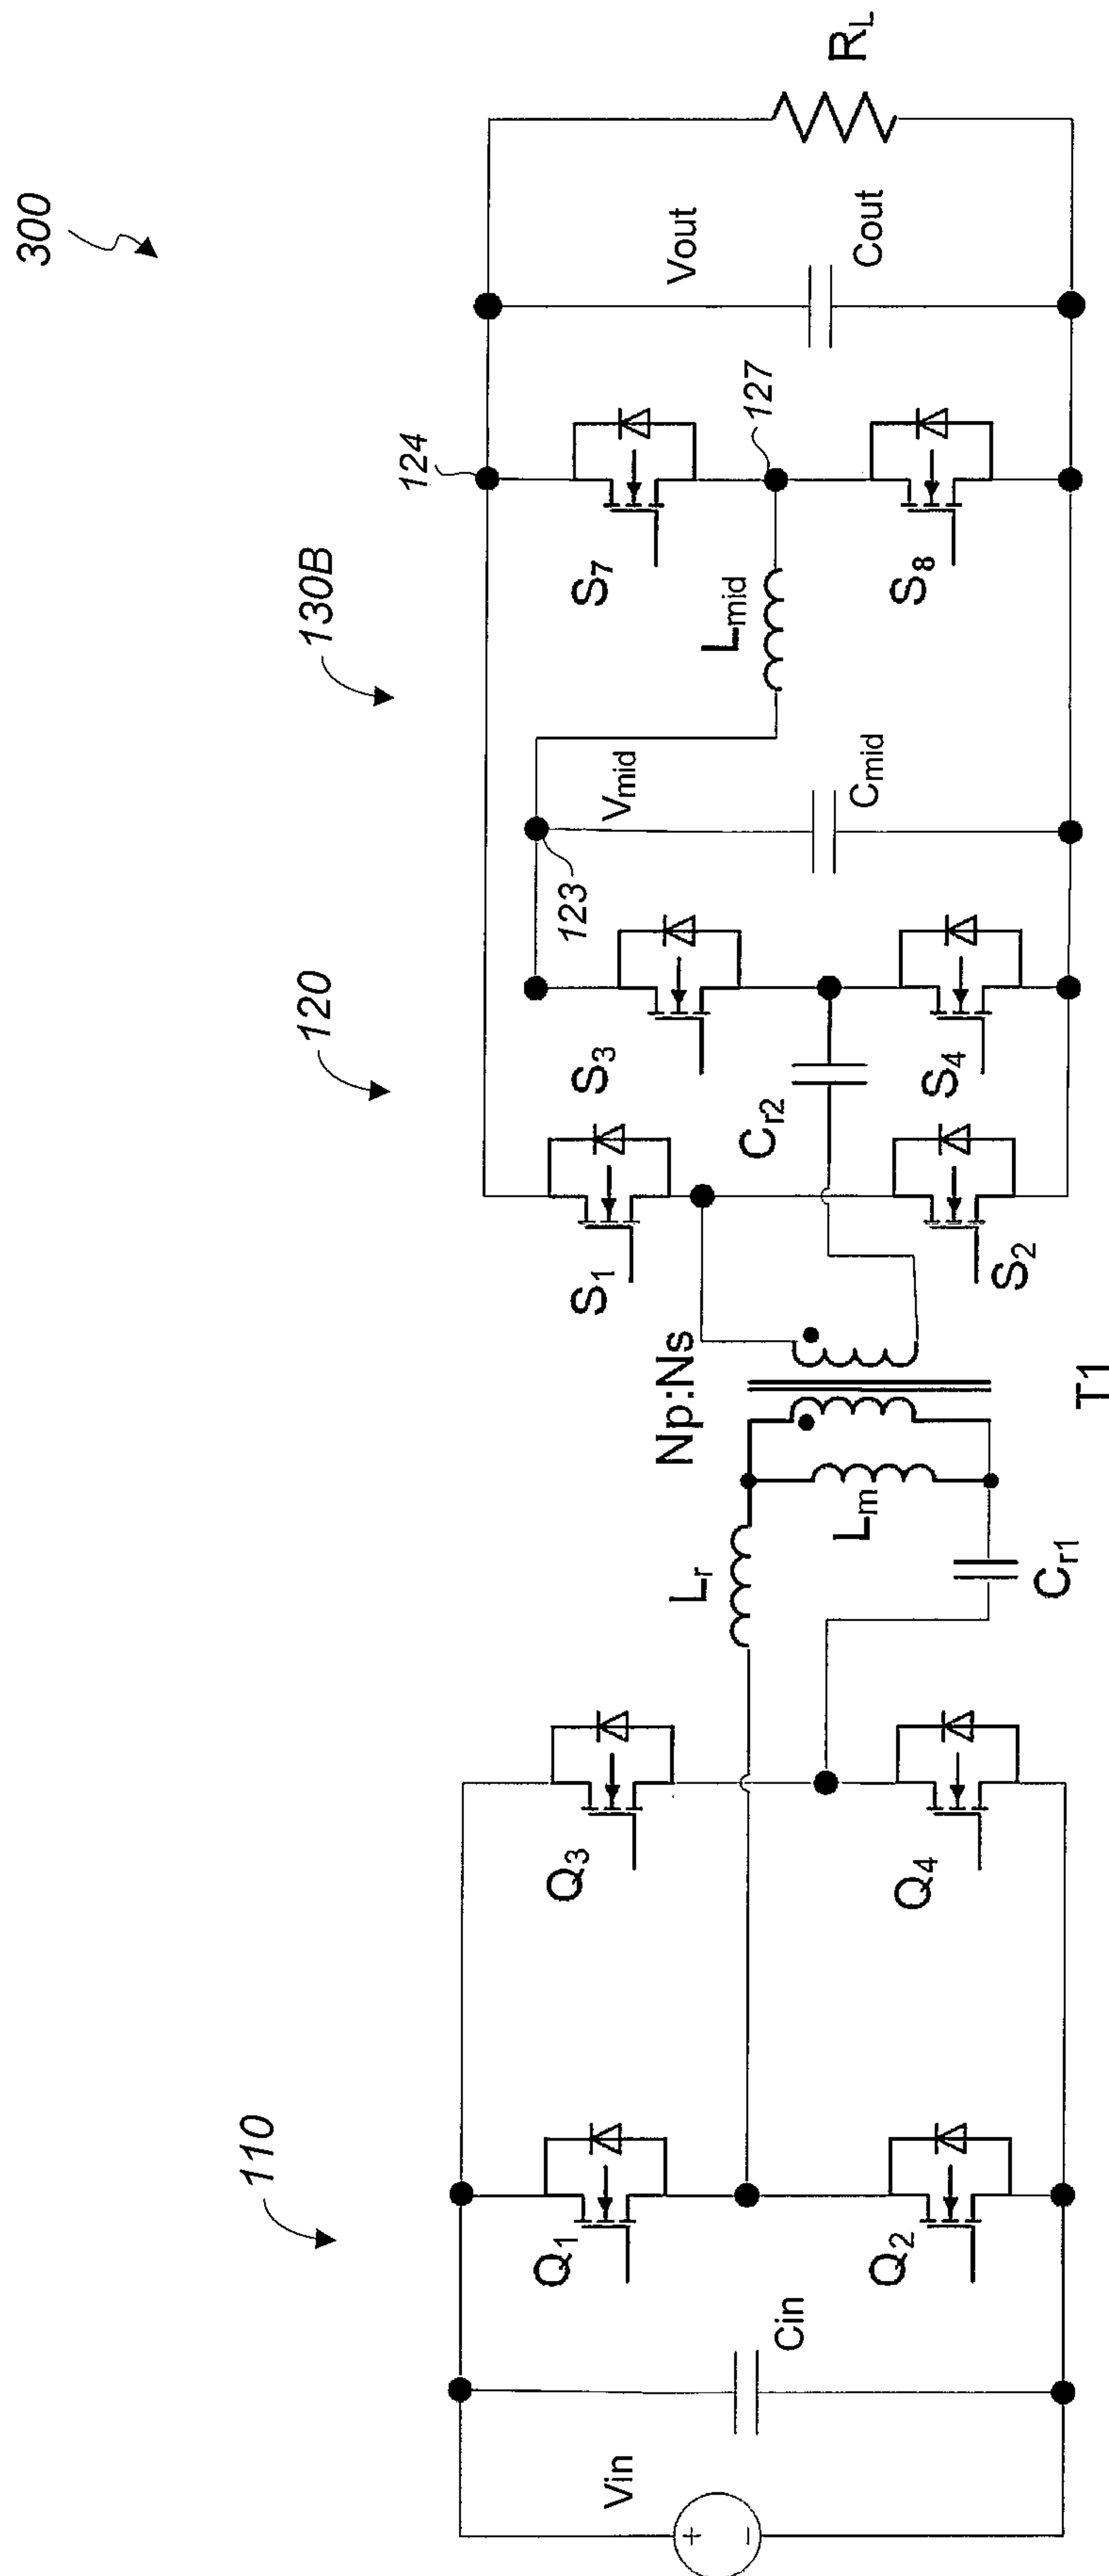 300
124
130B
127
S7
Lmid
S8
Vout
Cout
RL
123
Vmid
Cmid
120
S3
S4
Cr2
S1
S2
Np:Ns
T1
Lr
Lm
Cr1
110
Q3
Q4
Q1
Q2
Cin
Vin
+
-